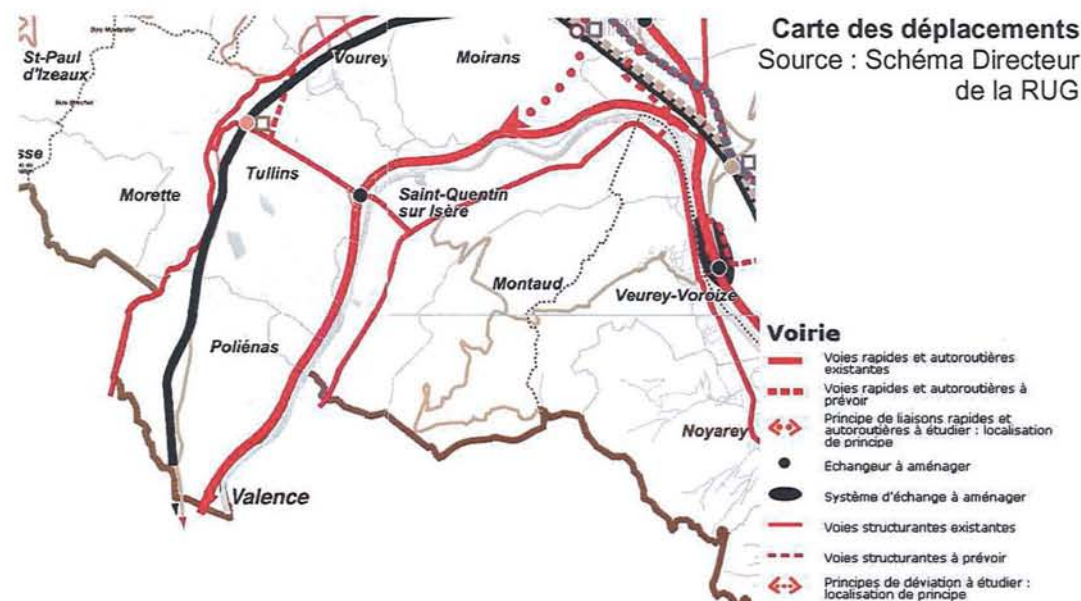 Carte des déplacements
Source : Schéma Directeur
de la RUG
St-Paul
d'Izeaux
Vourey
Moirans
sse
Morette
Tullins
Saint-Quentin
sur Isère
Montaud
Veurey-Voroize
Poliénas
Noyarey
Valence
Voirie
Voies rapides et autoroutières
existantes
Voies rapides et autoroutières à
prévoir
Principe de liaisons rapides et
autoroutières à étudier : localisation
de principe
Échangeur à aménager
Système d'échange à aménager
Voies structurantes existantes
Voies structurantes à prévoir
Principes de déviation à étudier :
localisation de principe